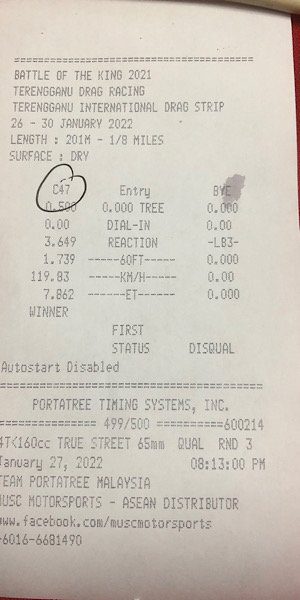 ==============================
BATTLE OF THE KING 2021
TERENGGANU DRAG RACING
TERENGGANU INTERNATIONAL DRAG STRIP
26 - 30 JANUARY 2022
LENGTH : 201M - 1/8 MILES
SURFACE : DRY
C47 Entry BYE
0.500 0.000 TREE 0.000
0.00 DIAL-IN 0.00
3.649 REACTION -LB3-
1.739 -----60FT----- 0.000
119.83 -----KM/H----- 0.00
7.862 ------ET------ 0.000
WINNER
FIRST
STATUS DISQUAL
Autostart Disabled
==============================
PORTATREE TIMING SYSTEMS, INC.
============ 499/500 ==========600214
4T<160cc TRUE STREET 65mm QUAL RND 3
January 27, 2022 08:13:00 PM
TEAM PORTATREE MALAYSIA
MUSC MOTORSPORTS - ASEAN DISTRIBUTOR
www.facebook.com/muscmotorsports
-6016-6681490